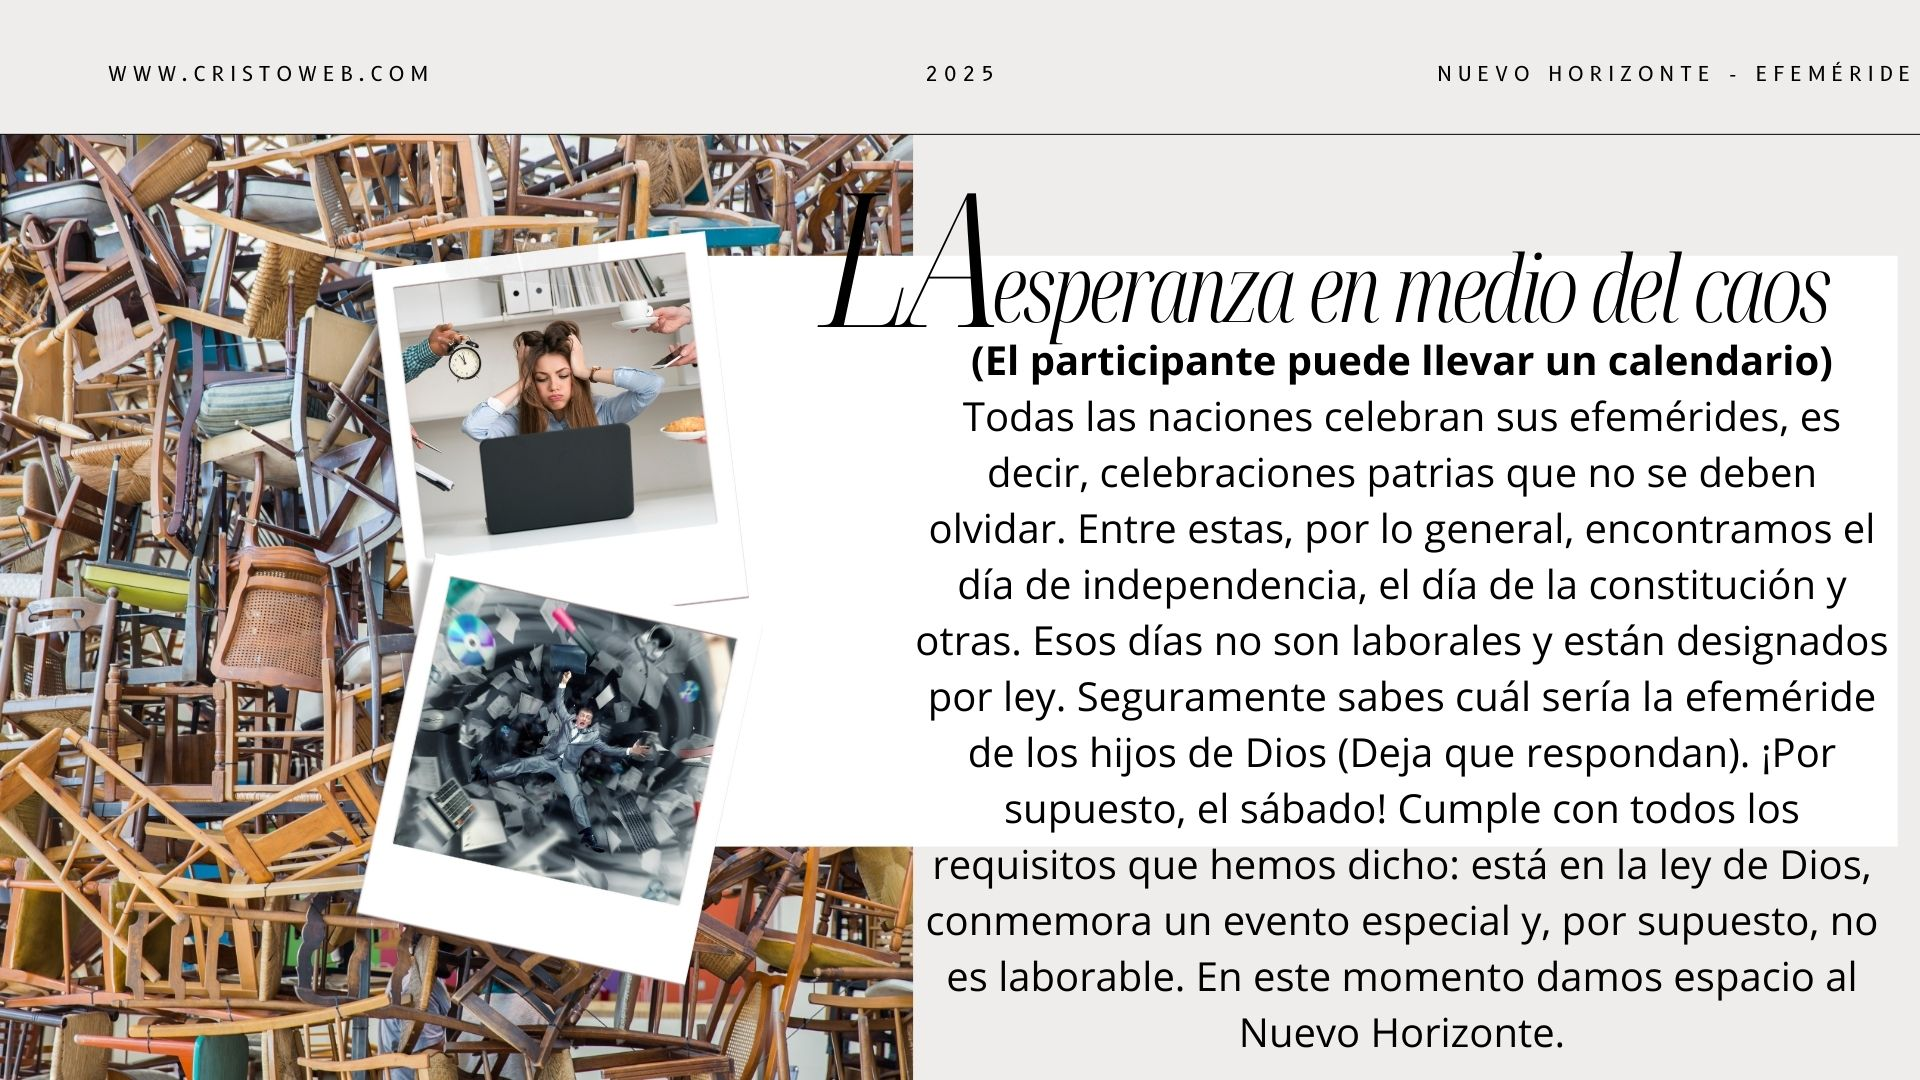 WWW.CRISTOWEB.COM
2025
NUEVO HORIZONTE - EFEMÉRIDE
LA esperanza en medio del caos
(El participante puede llevar un calendario)
Todas las naciones celebran sus efemérides, es
decir, celebraciones patrias que no se deben
olvidar. Entre estas, por lo general, encontramos el
día de independencia, el día de la constitución y
otras. Esos días no son laborales y están designados
por ley. Seguramente sabes cuál sería la efeméride
de los hijos de Dios (Deja que respondan). ¡Por
supuesto, el sábado! Cumple con todos los
requisitos que hemos dicho: está en la ley de Dios,
conmemora un evento especial y, por supuesto, no
es laborable. En este momento damos espacio al
Nuevo Horizonte.